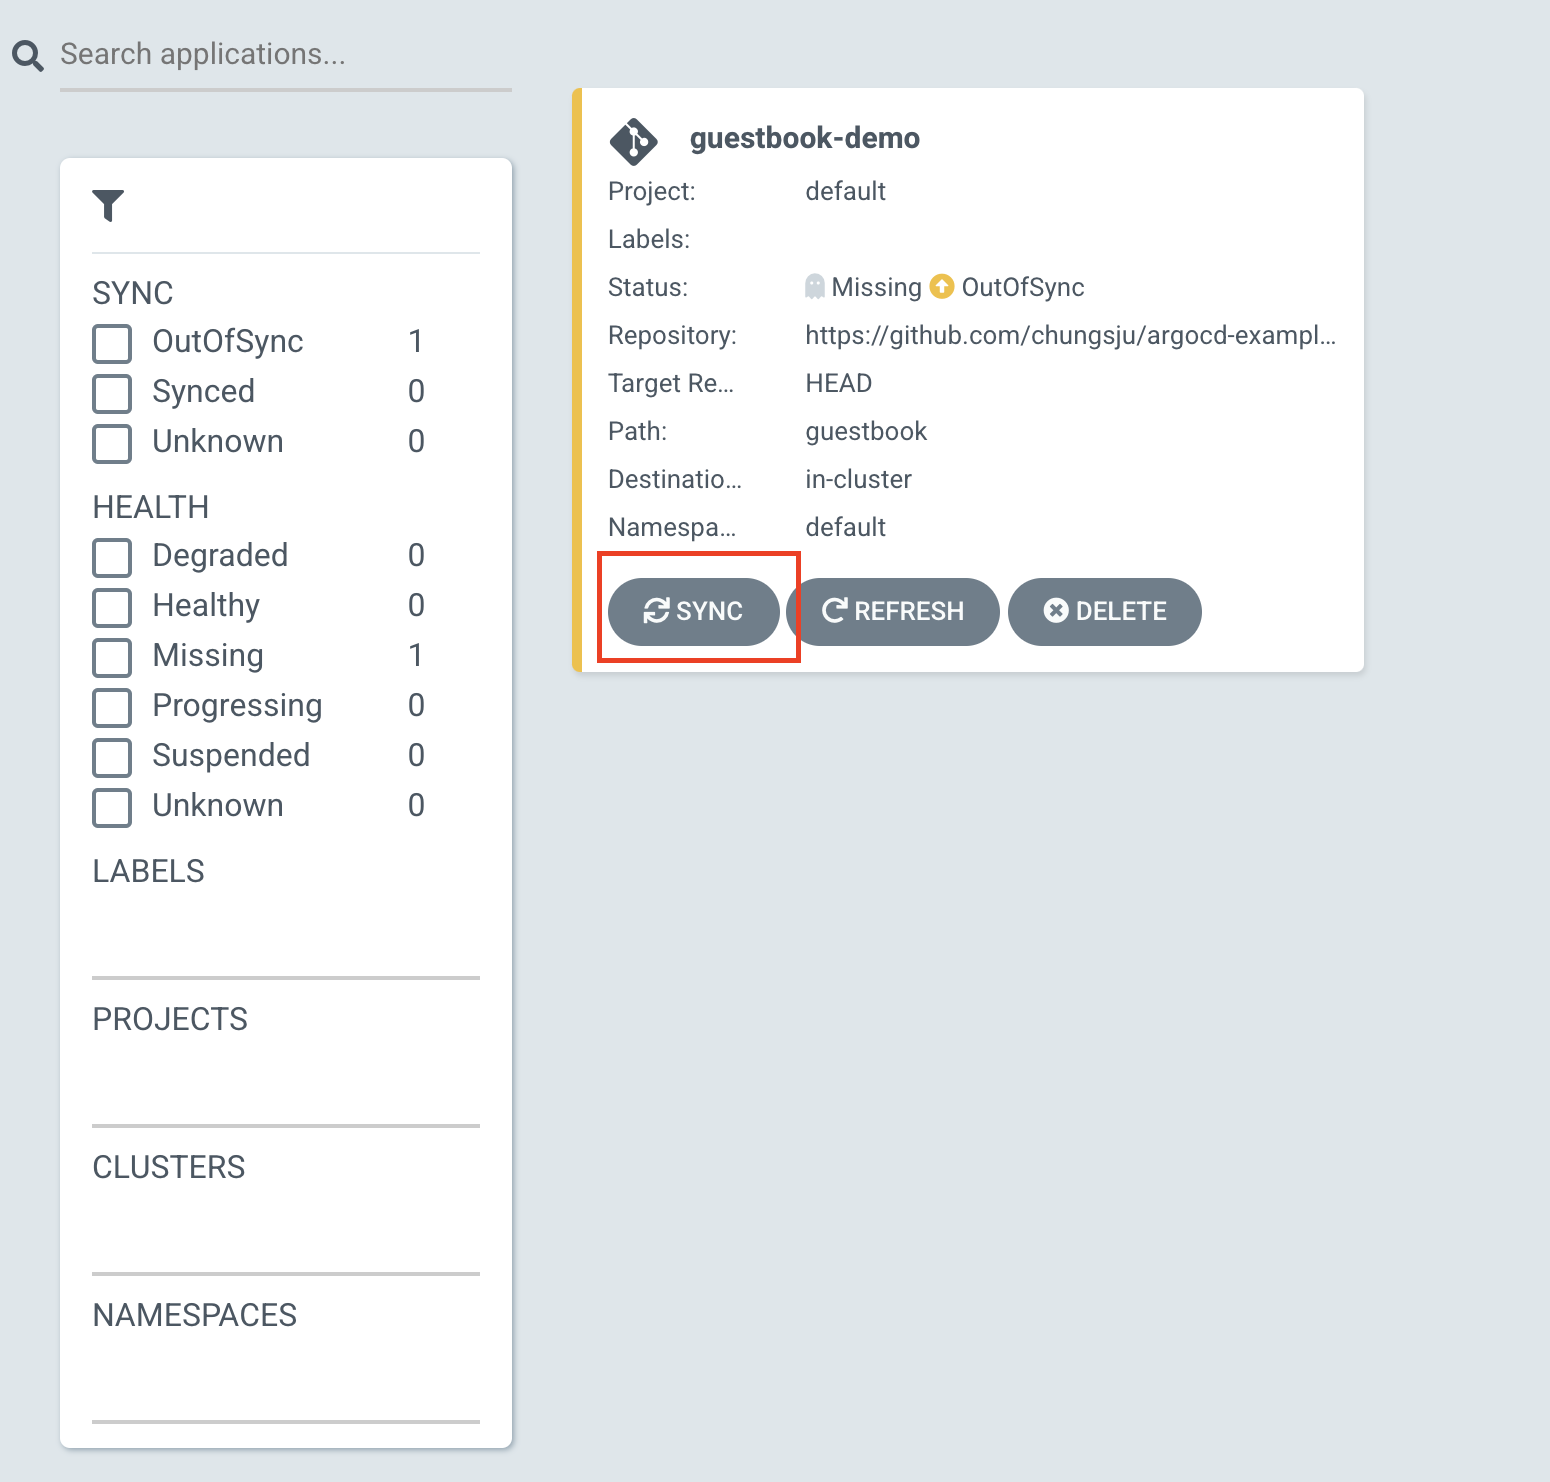 Search applications...
SYNC
OutOfSync 1
Synced 0
Unknown 0
HEALTH
Degraded 0
Healthy 0
Missing 1
Progressing 0
Suspended 0
Unknown 0
LABELS
PROJECTS
CLUSTERS
NAMESPACES
guestbook-demo
Project: default
Labels:
Status: Missing OutOfSync
Repository: https://github.com/chungsju/argocd-exampl...
Target Re... HEAD
Path: guestbook
Destinatio... in-cluster
Namespa... default
SYNC REFRESH DELETE